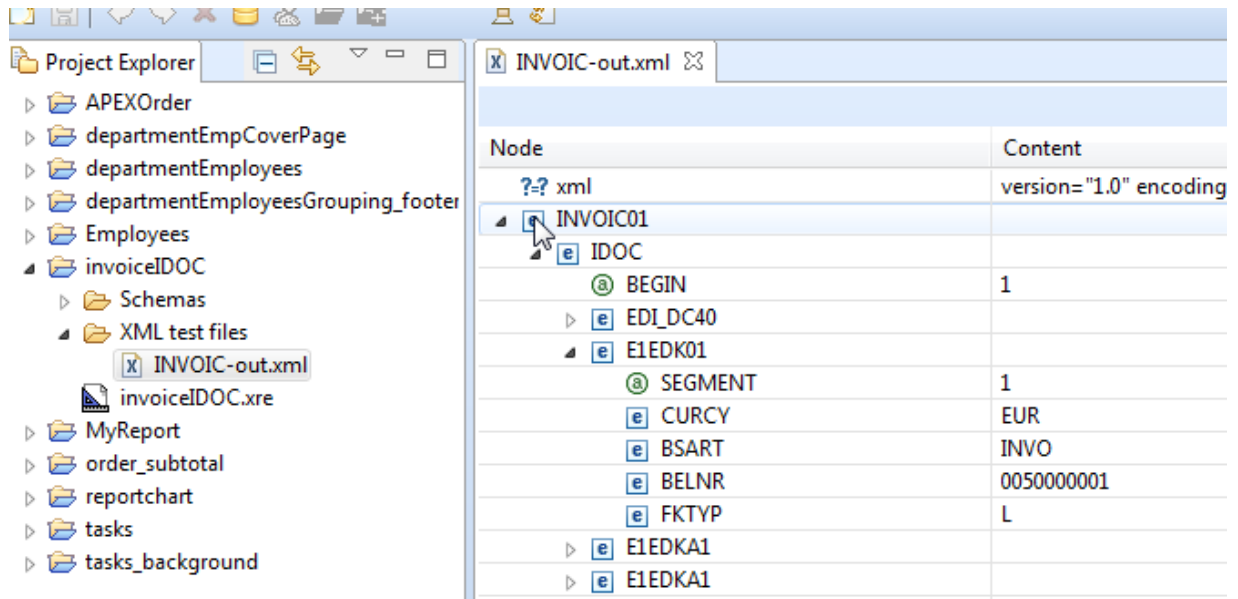 Project Explorer
APEXOrder
departmentEmpCoverPage
departmentEmployees
departmentEmployeesGrouping_footer
Employees
invoiceIDOC
Schemas
XML test files
INVOIC-out.xml
invoiceIDOC.xre
MyReport
order_subtotal
reportchart
tasks
tasks_background
INVOIC-out.xml
Node Content
?=? xml version="1.0" encoding
e INVOIC01
e IDOC
a BEGIN 1
e EDI_DC40
e E1EDK01
a SEGMENT 1
e CURCY EUR
e BSART INVO
e BELNR 0050000001
e FKTYP L
e E1EDKA1
e E1EDKA1